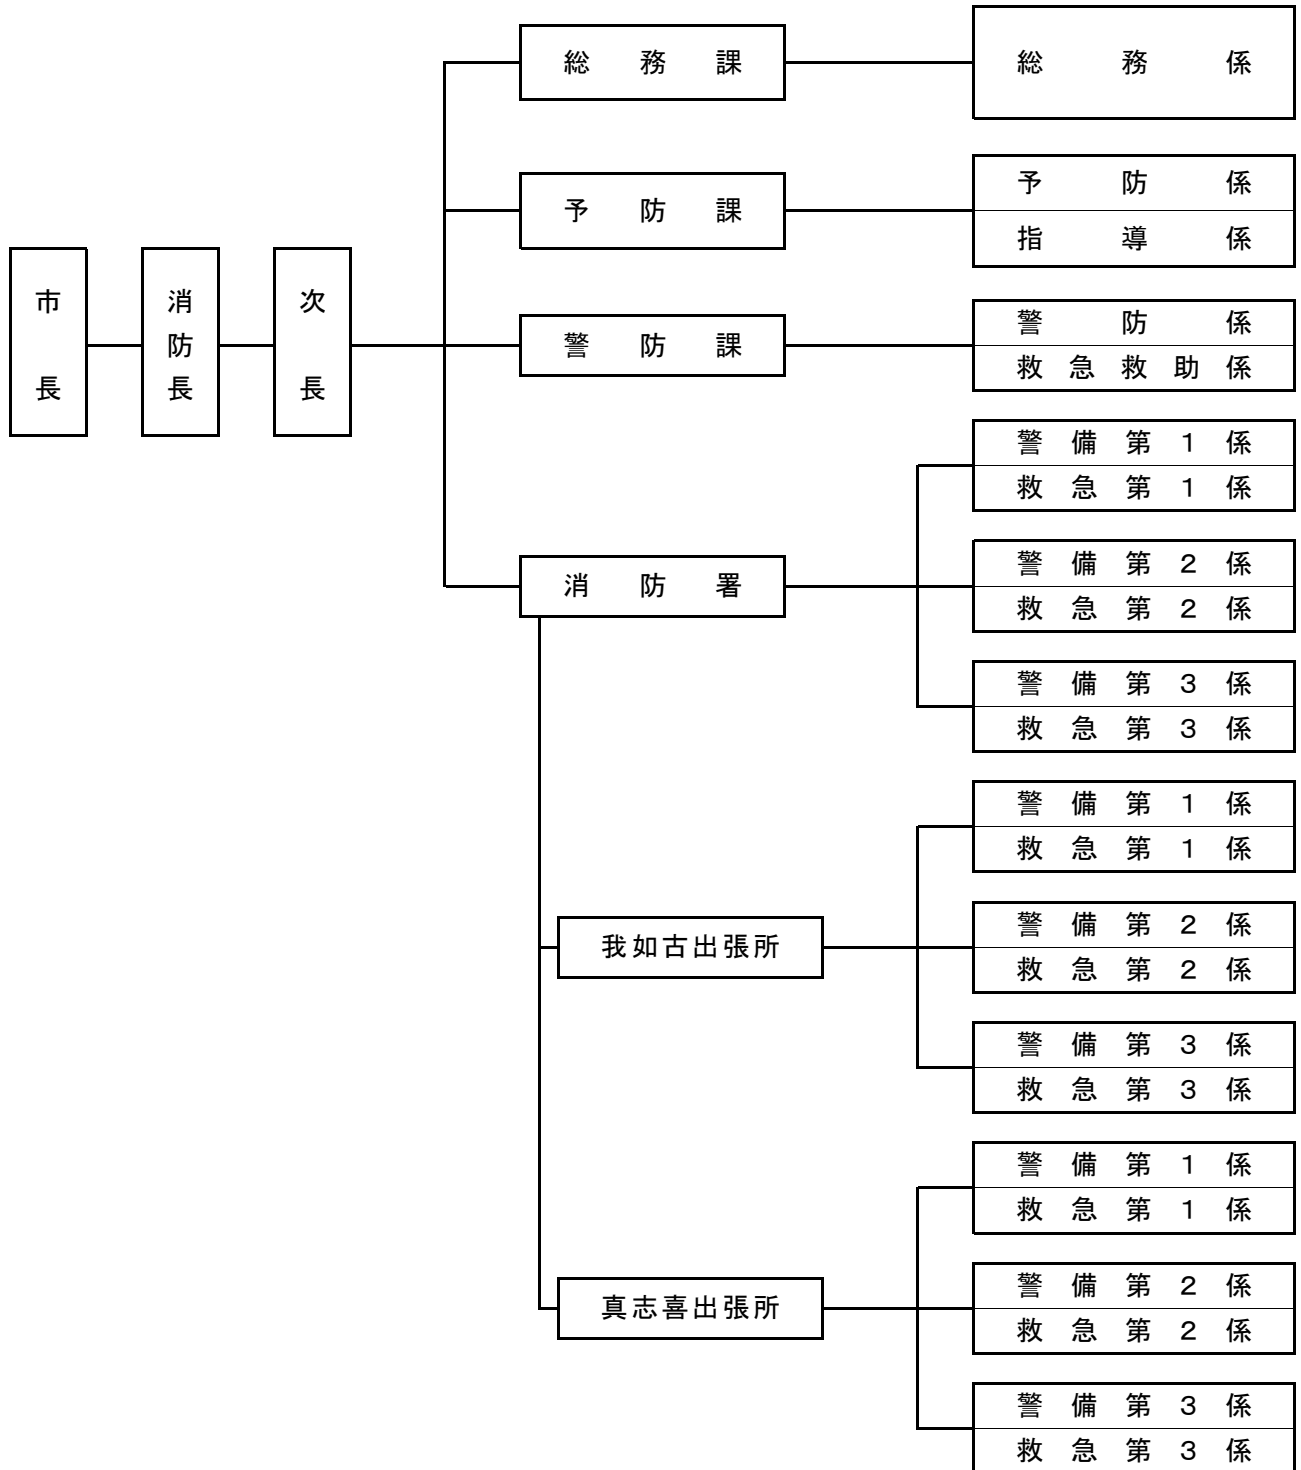 総務課
総務係
予防課
予防係
指導係
市長
消防長
次長
警防課
警防係
救急救助係
消防署
警備第1係
救急第1係
警備第2係
救急第2係
警備第3係
救急第3係
我如古出張所
警備第1係
救急第1係
警備第2係
救急第2係
警備第3係
救急第3係
真志喜出張所
警備第1係
救急第1係
警備第2係
救急第2係
警備第3係
救急第3係